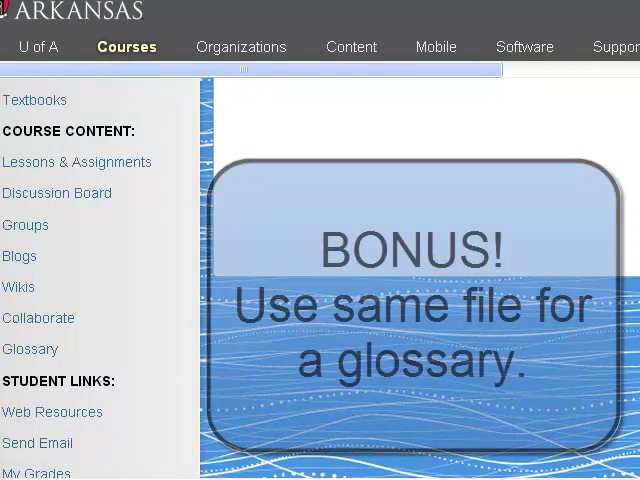 ARKANSAS
U of A Courses Organizations Content Mobile Software Suppor
Textbooks
COURSE CONTENT:
Lessons & Assignments
Discussion Board
Groups
Blogs
Wikis
Collaborate
Glossary
STUDENT LINKS:
Web Resources
Send Email
My Grades
BONUS!
Use same file for
a glossary.